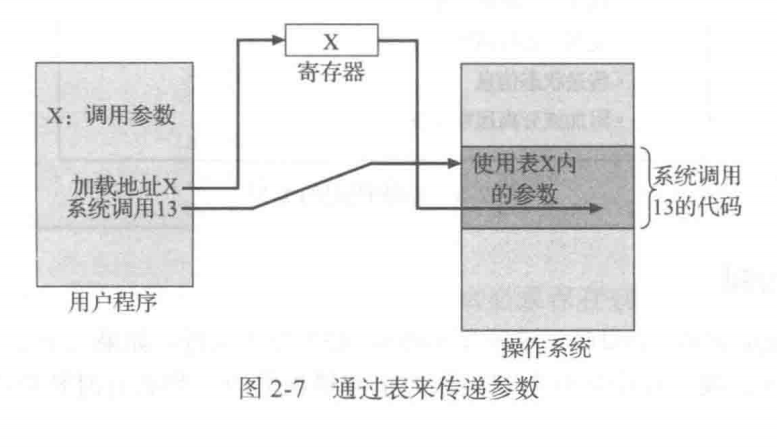 X
寄存器
X：调用参数
加载地址X
系统调用13
用户程序
使用表X内
的参数
系统调用
13的代码
操作系统
图 2-7 通过表来传递参数